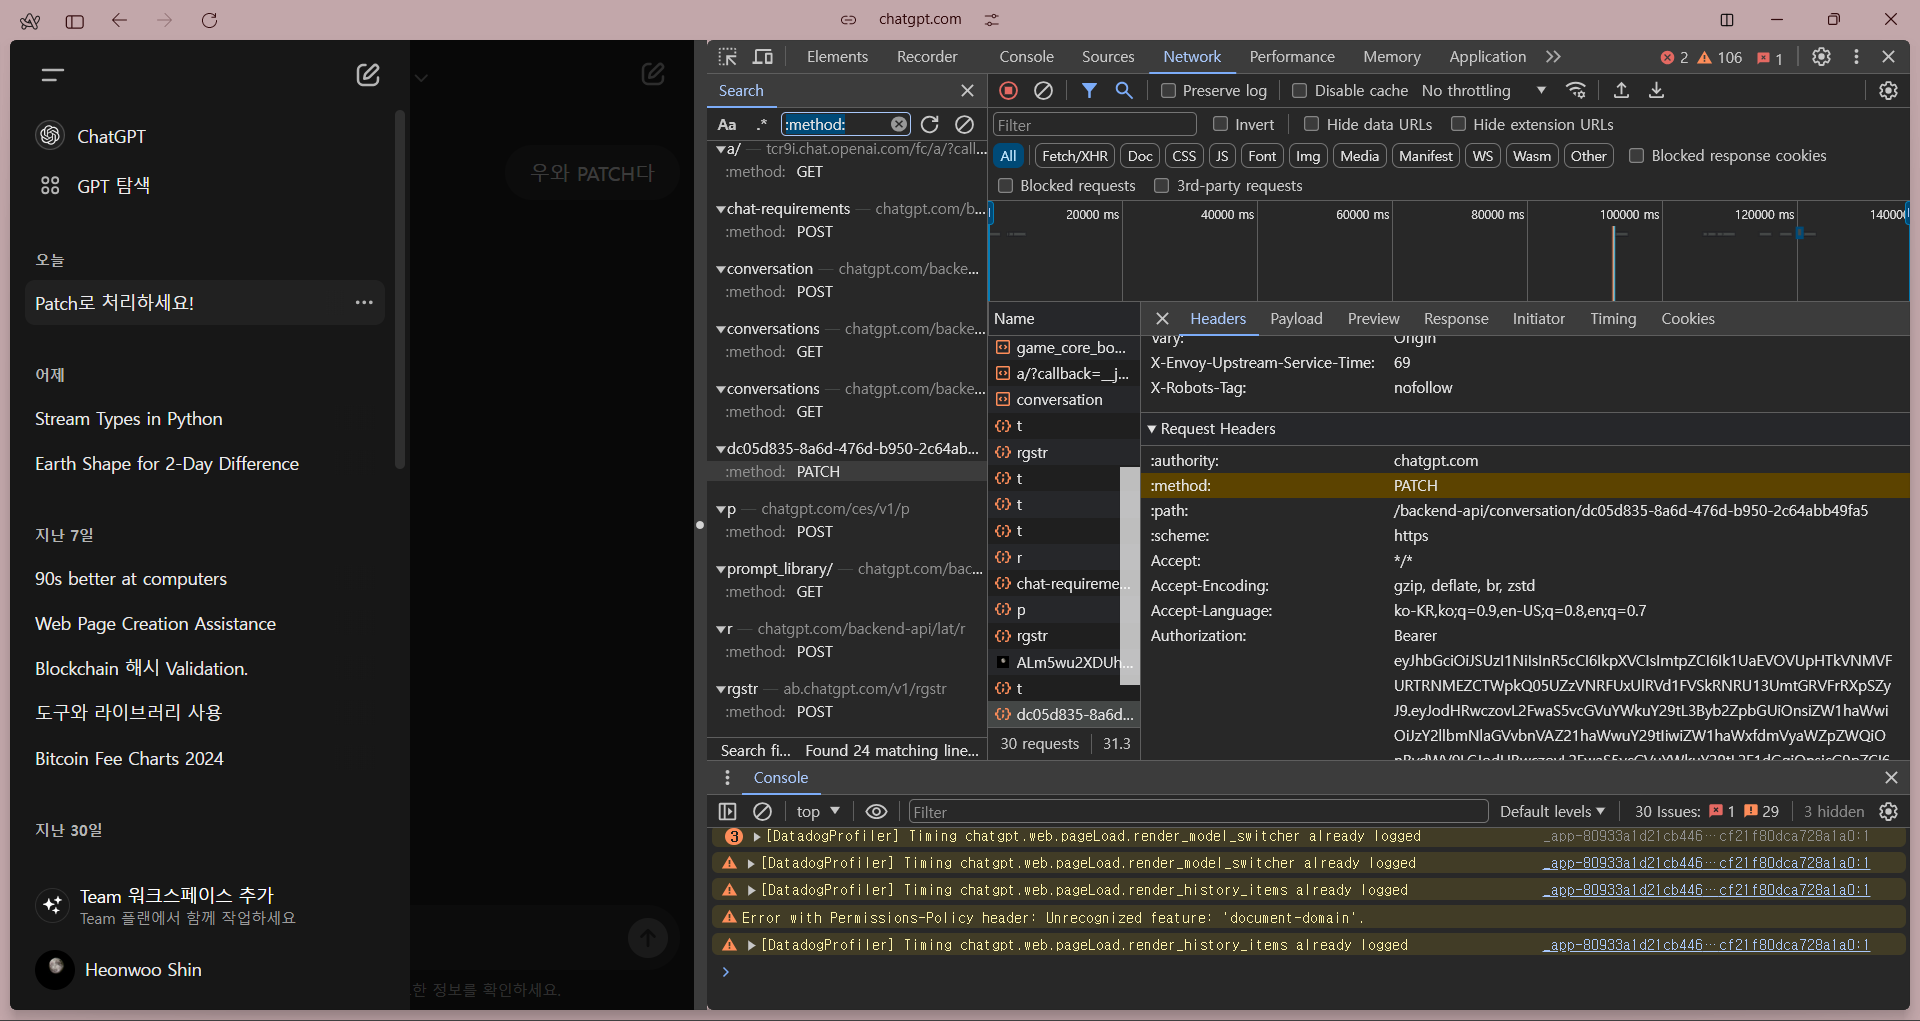 chatgpt.com
ChatGPT
GPT 탐색
오늘
Patch로 처리하세요!
어제
Stream Types in Python
Earth Shape for 2-Day Difference
지난 7일
90s better at computers
Web Page Creation Assistance
Blockchain 해시 Validation.
도구와 라이브러리 사용
Bitcoin Fee Charts 2024
지난 30일
Team 워크스페이스 추가
Team 플랜에서 함께 작업하세요
Heonwoo Shin
우와 PATCH다
한 정보를 확인하세요.
Elements Recorder Console Sources Network Performance Memory Application 2 106 1
Search
Aa .* :method:
a/ — tcr9i.chat.openai.com/fc/a/?call...
:method: GET
chat-requirements — chatgpt.com/b...
:method: POST
conversation — chatgpt.com/backe...
:method: POST
conversations — chatgpt.com/backe...
:method: GET
conversations — chatgpt.com/backe...
:method: GET
dc05d835-8a6d-476d-b950-2c64ab...
:method: PATCH
p — chatgpt.com/ces/v1/p
:method: POST
prompt_library/ — chatgpt.com/bac...
:method: GET
r — chatgpt.com/backend-api/lat/r
:method: POST
rgstr — ab.chatgpt.com/v1/rgstr
:method: POST
Search fi... Found 24 matching line...
Preserve log Disable cache No throttling
Filter Invert Hide data URLs Hide extension URLs
All Fetch/XHR Doc CSS JS Font Img Media Manifest WS Wasm Other Blocked response cookies
Blocked requests 3rd-party requests
20000 ms 40000 ms 60000 ms 80000 ms 100000 ms 120000 ms 14000
Name
game_core_bo...
a/?callback=__j...
conversation
t
rgstr
t
t
t
r
chat-requireme...
p
rgstr
ALm5wu2XDUh...
t
dc05d835-8a6d...
30 requests 31.3
Headers Payload Preview Response Initiator Timing Cookies
Vary: Origin
X-Envoy-Upstream-Service-Time: 69
X-Robots-Tag: nofollow
Request Headers
:authority: chatgpt.com
:method: PATCH
:path: /backend-api/conversation/dc05d835-8a6d-476d-b950-2c64abb49fa5
:scheme: https
Accept: */*
Accept-Encoding: gzip, deflate, br, zstd
Accept-Language: ko-KR,ko;q=0.9,en-US;q=0.8,en;q=0.7
Authorization: Bearer
eyJhbGciOiJSUzI1NiIsInR5cCI6IkpXVCIsImtpZCI6Ik1UaEVOVUpHTkVNMVF
URTRNMEZCTWpkQ05UZzVNRFUxUlRVd1FVSkRNRU13UmtGRVFrRXpSZy
J9.eyJodHRwczovL2FwaS5vcGVuYWkuY29tL3Byb2ZpbGUiOnsiZW1haWwi
OiJzY2llbmNlaGVvbnVAZ21haWwuY29tIiwiZW1haWxfdmVyaWZpZWQiO
Console
top Filter Default levels 30 Issues: 1 29 3 hidden
3 [DatadogProfiler] Timing chatgpt.web.pageLoad.render_model_switcher already logged _app-80933a1d21cb446…cf21f80dca728a1a0:1
[DatadogProfiler] Timing chatgpt.web.pageLoad.render_model_switcher already logged _app-80933a1d21cb446…cf21f80dca728a1a0:1
[DatadogProfiler] Timing chatgpt.web.pageLoad.render_history_items already logged _app-80933a1d21cb446…cf21f80dca728a1a0:1
Error with Permissions-Policy header: Unrecognized feature: 'document-domain'.
[DatadogProfiler] Timing chatgpt.web.pageLoad.render_history_items already logged _app-80933a1d21cb446…cf21f80dca728a1a0:1